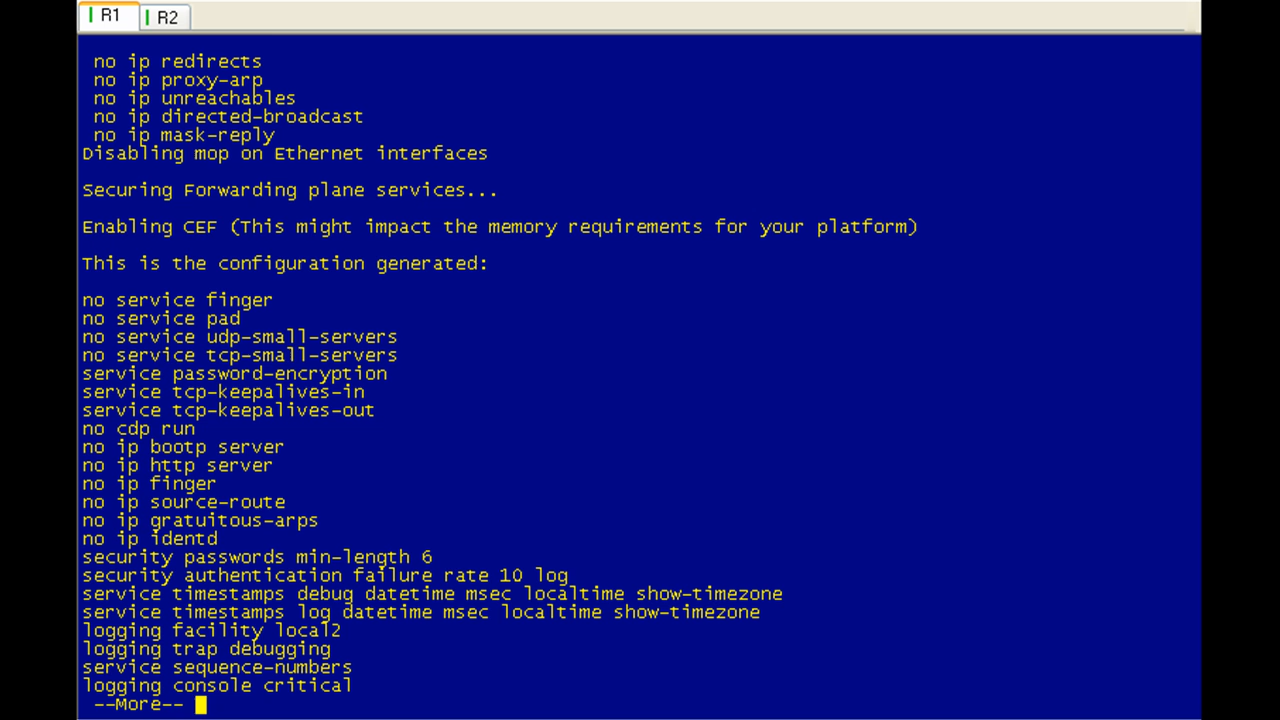 R1
R2
no ip redirects
no ip proxy-arp
no ip unreachables
no ip directed-broadcast
no ip mask-reply
Disabling mop on Ethernet interfaces
Securing Forwarding plane services...
Enabling CEF (This might impact the memory requirements for your platform)
This is the configuration generated:
no service finger
no service pad
no service udp-small-servers
no service tcp-small-servers
service password-encryption
service tcp-keepalives-in
service tcp-keepalives-out
no cdp run
no ip bootp server
no ip http server
no ip finger
no ip source-route
no ip gratuitous-arps
no ip identd
security passwords min-length 6
security authentication failure rate 10 log
service timestamps debug datetime msec localtime show-timezone
service timestamps log datetime msec localtime show-timezone
logging facility local2
logging trap debugging
service sequence-numbers
logging console critical
--More--